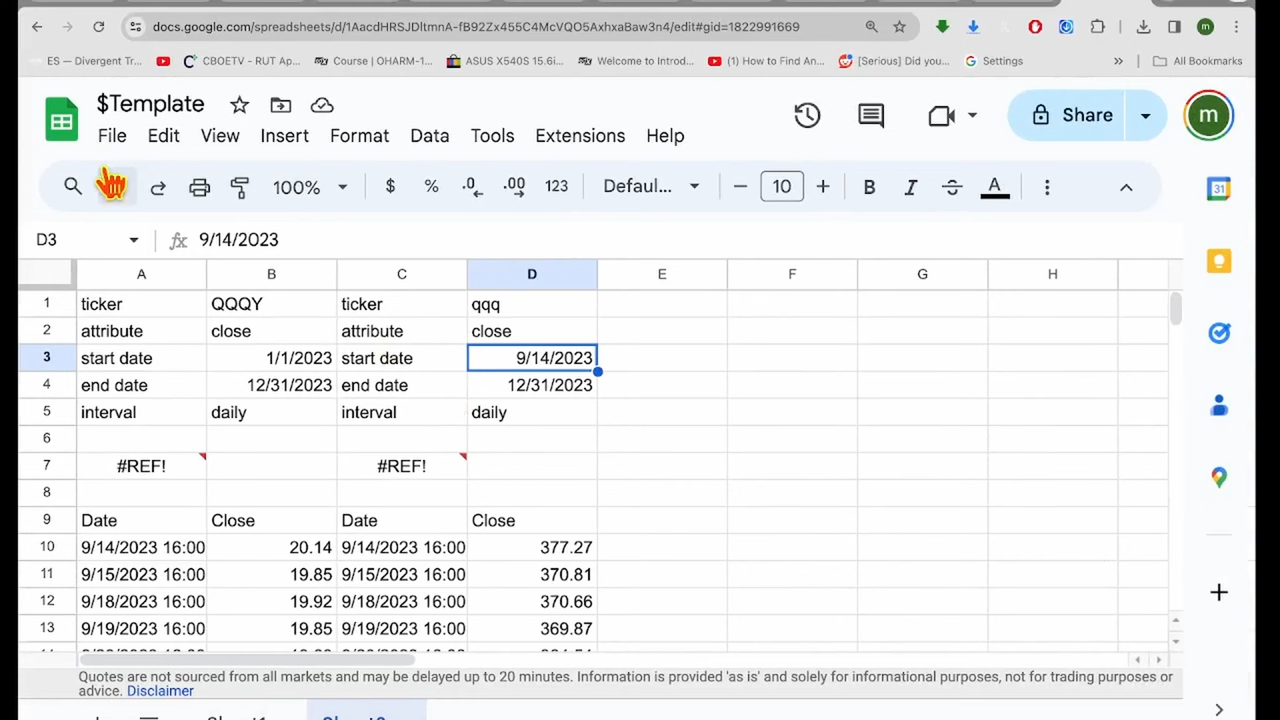 docs.google.com/spreadsheets/d/1AacdHRSJDltmnA-fB92Zx455C4McVQO5AxhxaBaw3n4/edit#gid=1822991669
ES — Divergent Tr... CBOETV – RUT Ap... Course | OHARM-1... ASUS X540S 15.6i... Welcome to Introd... (1) How to Find An... [Serious] Did you... Settings » All Bookmarks
$Template
File Edit View Insert Format Data Tools Extensions Help
Share
m
100% $ % .0 .00 123 Defaul... 10 B I S A
D3 fx 9/14/2023
A B C D E F G H
1 ticker QQQY ticker qqq
2 attribute close attribute close
3 start date 1/1/2023 start date 9/14/2023
4 end date 12/31/2023 end date 12/31/2023
5 interval daily interval daily
6
7 #REF! #REF!
8
9 Date Close Date Close
10 9/14/2023 16:00 20.14 9/14/2023 16:00 377.27
11 9/15/2023 16:00 19.85 9/15/2023 16:00 370.81
12 9/18/2023 16:00 19.92 9/18/2023 16:00 370.66
13 9/19/2023 16:00 19.85 9/19/2023 16:00 369.87
Quotes are not sourced from all markets and may be delayed up to 20 minutes. Information is provided 'as is' and solely for informational purposes, not for trading purposes or
advice. Disclaimer